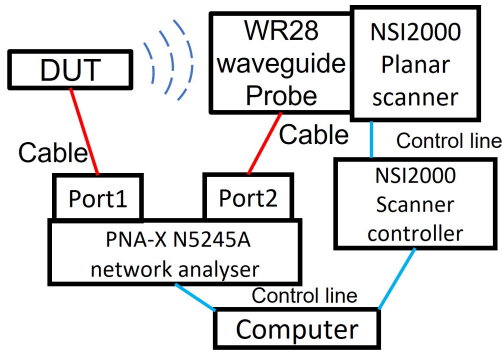 DUT
WR28
waveguide
Probe
NSI2000
Planar
scanner
Cable
Cable
Control line
Port1
Port2
NSI2000
Scanner
controller
PNA-X N5245A
network analyser
Control line
Computer